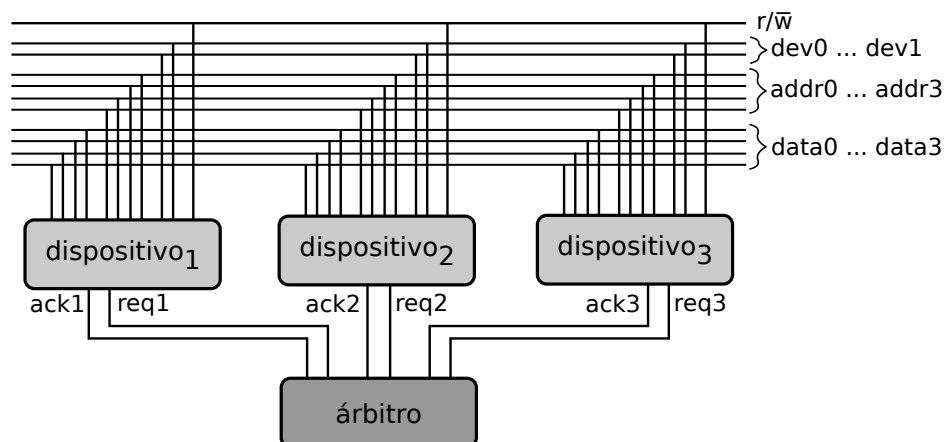 r/w̅
dev0 ... dev1
addr0 ... addr3
data0 ... data3
dispositivo1
dispositivo2
dispositivo3
ack1 req1
ack2 req2
ack3 req3
árbitro